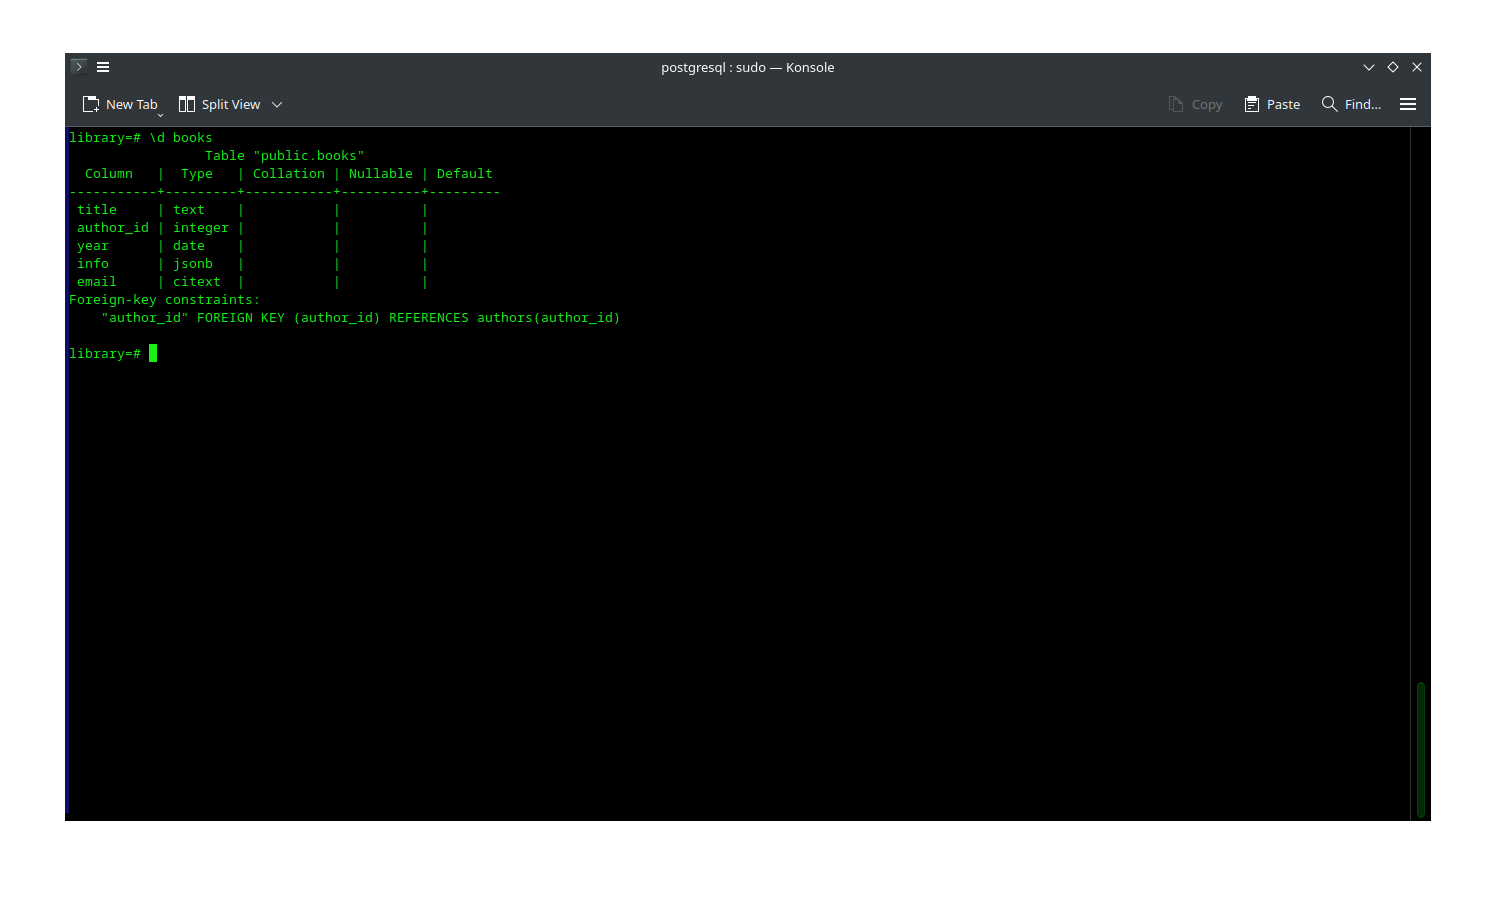 postgresql : sudo — Konsole
New Tab Split View Copy Paste Find...
library=# \d books
                 Table "public.books"
  Column   |  Type   | Collation | Nullable | Default
-----------+---------+-----------+----------+---------
 title     | text    |           |          |
 author_id | integer |           |          |
 year      | date    |           |          |
 info      | jsonb   |           |          |
 email     | citext  |           |          |
Foreign-key constraints:
    "author_id" FOREIGN KEY (author_id) REFERENCES authors(author_id)
library=#